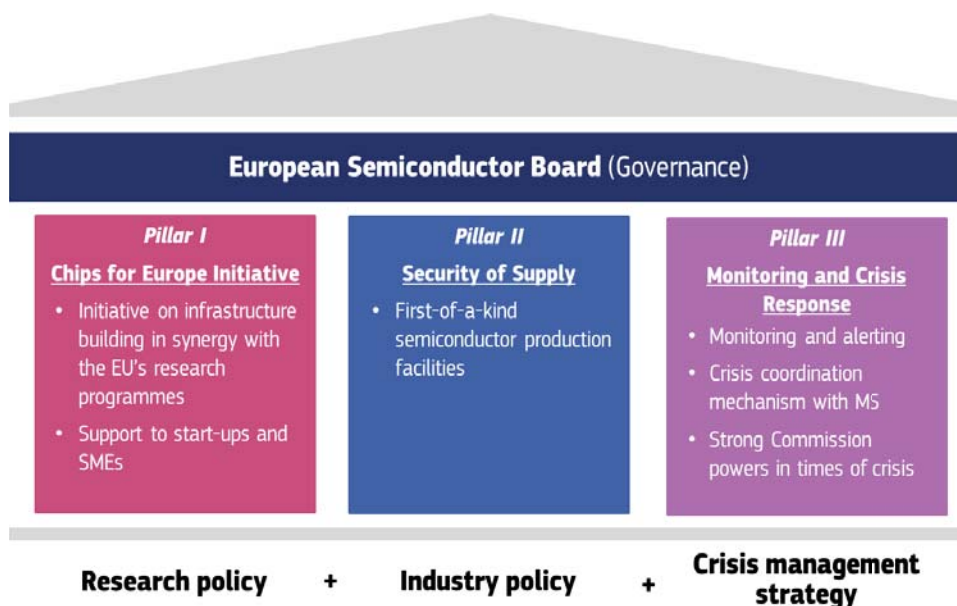 European Semiconductor Board (Governance)
Pillar I
Chips for Europe Initiative
• Initiative on infrastructure
building in synergy with
the EU's research
programmes
• Support to start-ups and
SMEs
Pillar II
Security of Supply
• First-of-a-kind
semiconductor production
facilities
Pillar III
Monitoring and Crisis
Response
• Monitoring and alerting
• Crisis coordination
mechanism with MS
• Strong Commission
powers in times of crisis
Research policy + Industry policy + Crisis management
strategy